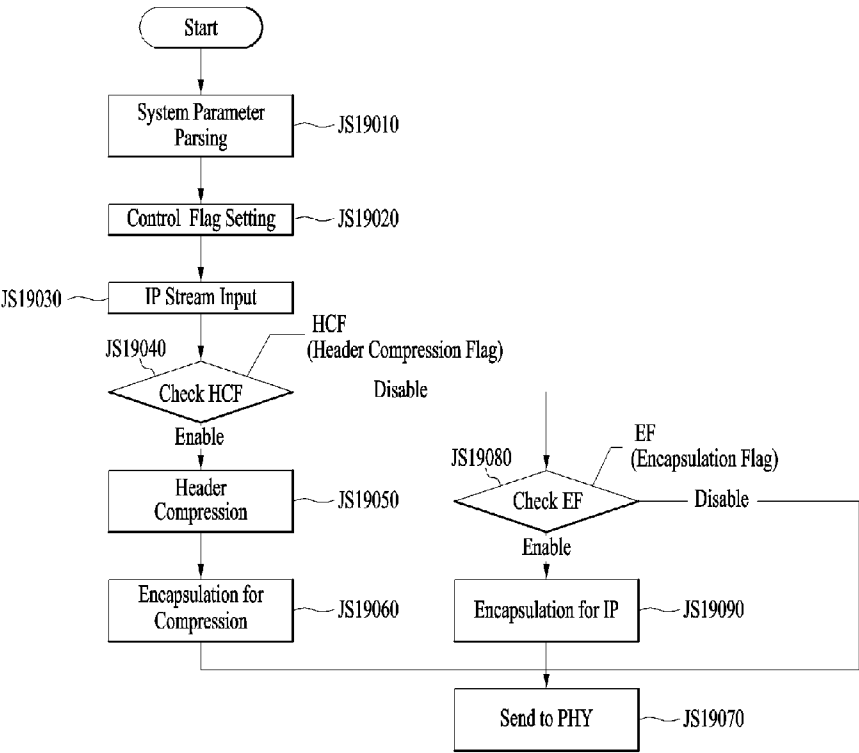 Start
System Parameter
Parsing
JS19010
Control Flag Setting
JS19020
JS19030
IP Stream Input
HCF
(Header Compression Flag)
JS19040
Check HCF
Disable
Enable
EF
(Encapsulation Flag)
JS19080
Check EF
Disable
Enable
Header
Compression
JS19050
Encapsulation for
Compression
JS19060
Encapsulation for IP
JS19090
Send to PHY
JS19070